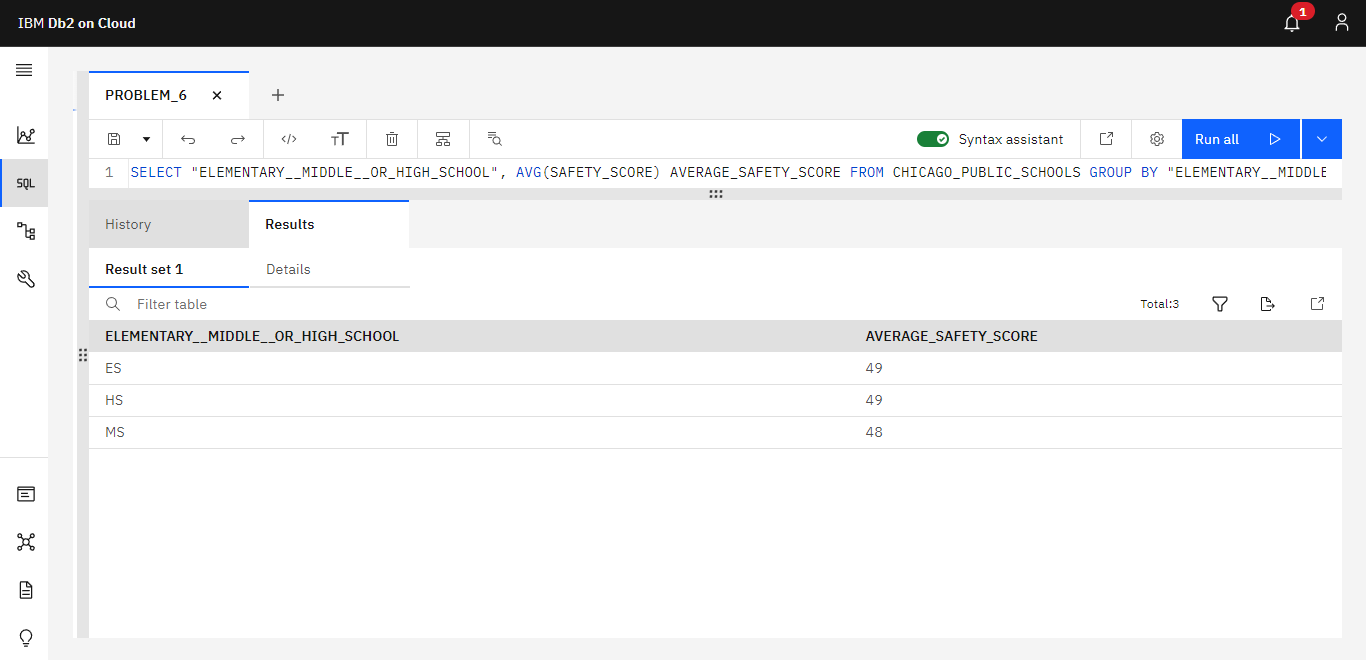 IBM Db2 on Cloud
1
PROBLEM_6
SQL
Syntax assistant
Run all
1 SELECT "ELEMENTARY__MIDDLE__OR_HIGH_SCHOOL", AVG(SAFETY_SCORE) AVERAGE_SAFETY_SCORE FROM CHICAGO_PUBLIC_SCHOOLS GROUP BY "ELEMENTARY__MIDDLE
History Results
Result set 1 Details
Filter table Total:3
ELEMENTARY__MIDDLE__OR_HIGH_SCHOOL AVERAGE_SAFETY_SCORE
ES 49
HS 49
MS 48